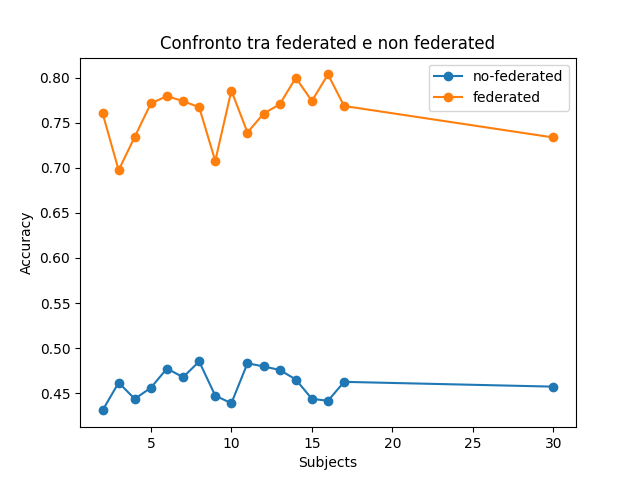 Confronto tra federated e non federated
no-federated
federated
0.80
0.75
0.70
0.65
0.60
0.55
0.50
0.45
Accuracy
5 10 15 20 25 30
Subjects